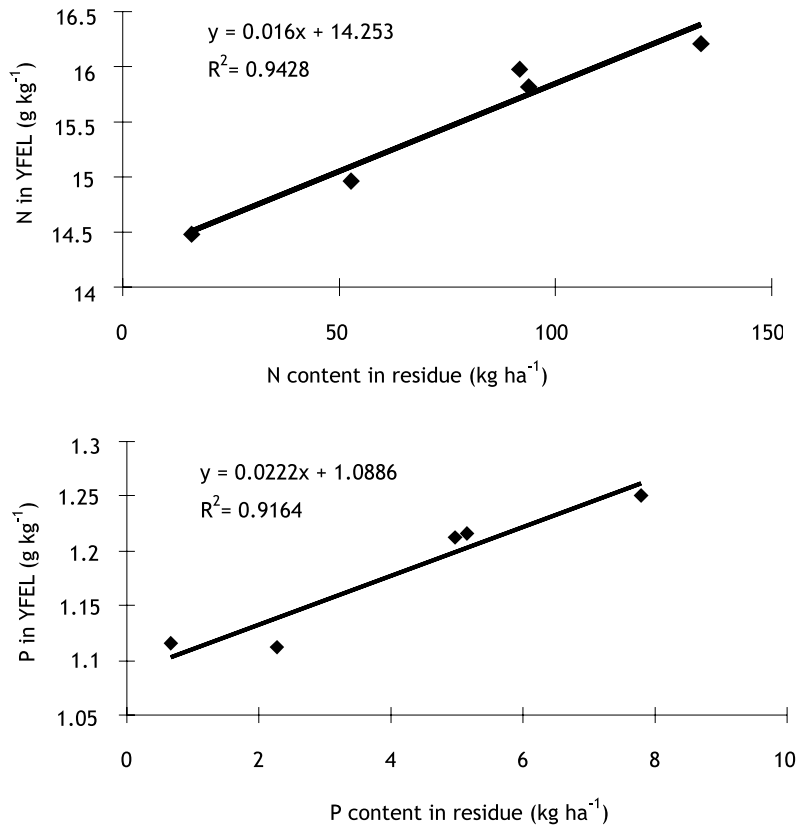 16.5
16
15.5
15
14.5
14
N in YFEL (g kg⁻¹)
y = 0.016x + 14.253
R²= 0.9428
0 50 100 150
N content in residue (kg ha⁻¹)
1.3
1.25
1.2
1.15
1.1
1.05
P in YFEL (g kg⁻¹)
y = 0.0222x + 1.0886
R²= 0.9164
0 2 4 6 8 10
P content in residue (kg ha⁻¹)